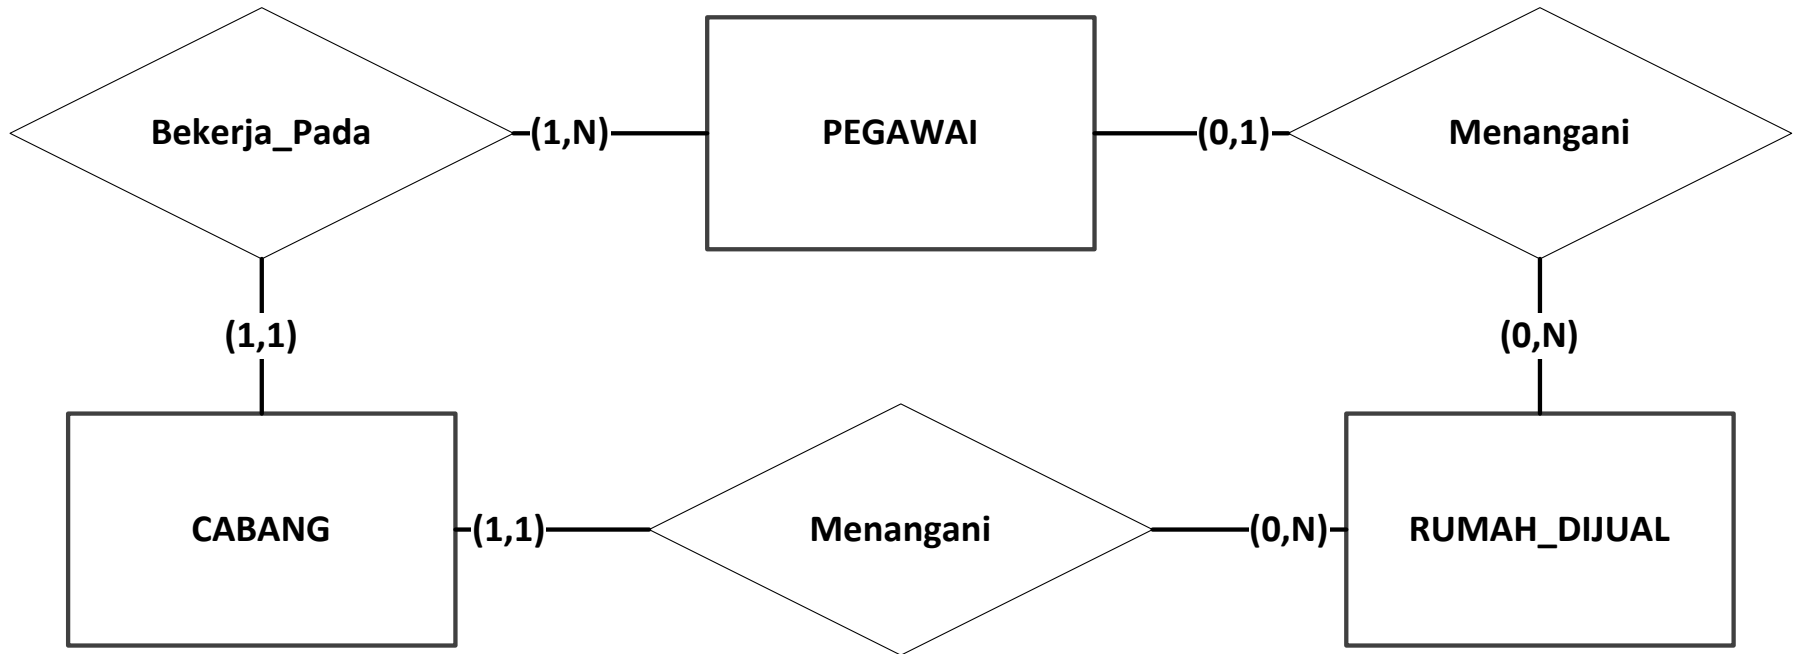 Bekerja_Pada
(1,N)
PEGAWAI
(0,1)
Menangani
(1,1)
(0,N)
CABANG
(1,1)
Menangani
(0,N)
RUMAH_DIJUAL